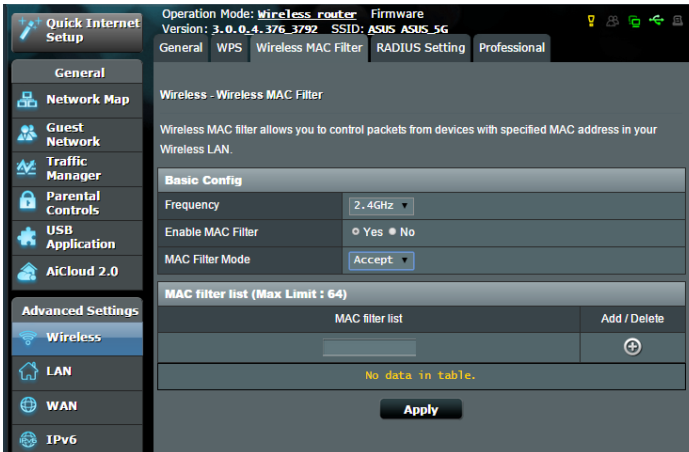 Quick Internet
Setup
General
Network Map
Guest
Network
Traffic
Manager
Parental
Controls
USB
Application
AiCloud 2.0
Advanced Settings
Wireless
LAN
WAN
IPv6
Operation Mode: Wireless router Firmware
Version: 3.0.0.4.376_3792 SSID: ASUS ASUS_5G
General WPS Wireless MAC Filter RADIUS Setting Professional
Wireless - Wireless MAC Filter
Wireless MAC filter allows you to control packets from devices with specified MAC address in your
Wireless LAN.
Basic Config
Frequency 2.4GHz
Enable MAC Filter Yes No
MAC Filter Mode Accept
MAC filter list (Max Limit : 64)
MAC filter list Add / Delete
No data in table.
Apply